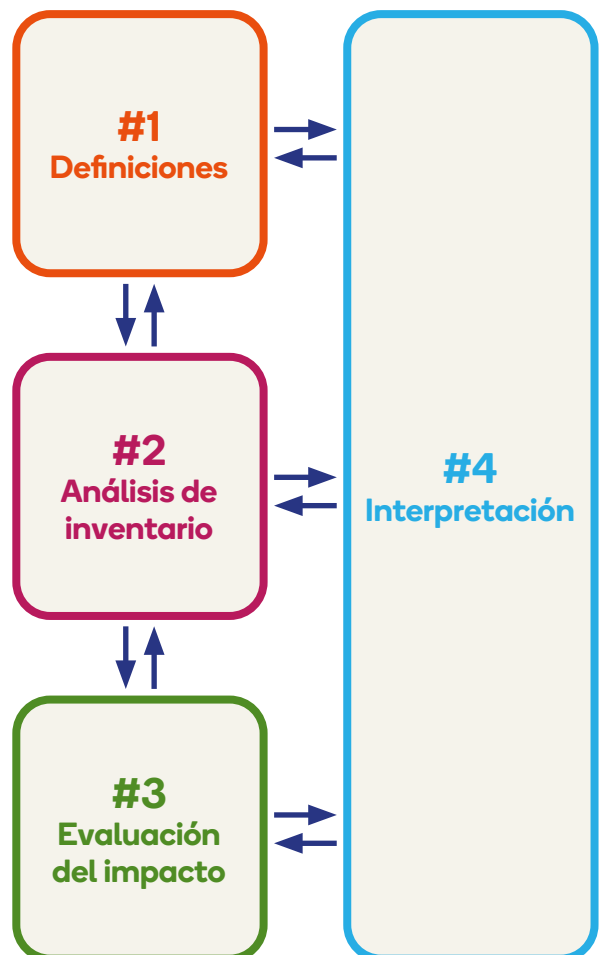 #1
Definiciones
#2
Análisis de
inventario
#3
Evaluación
del impacto
#4
Interpretación